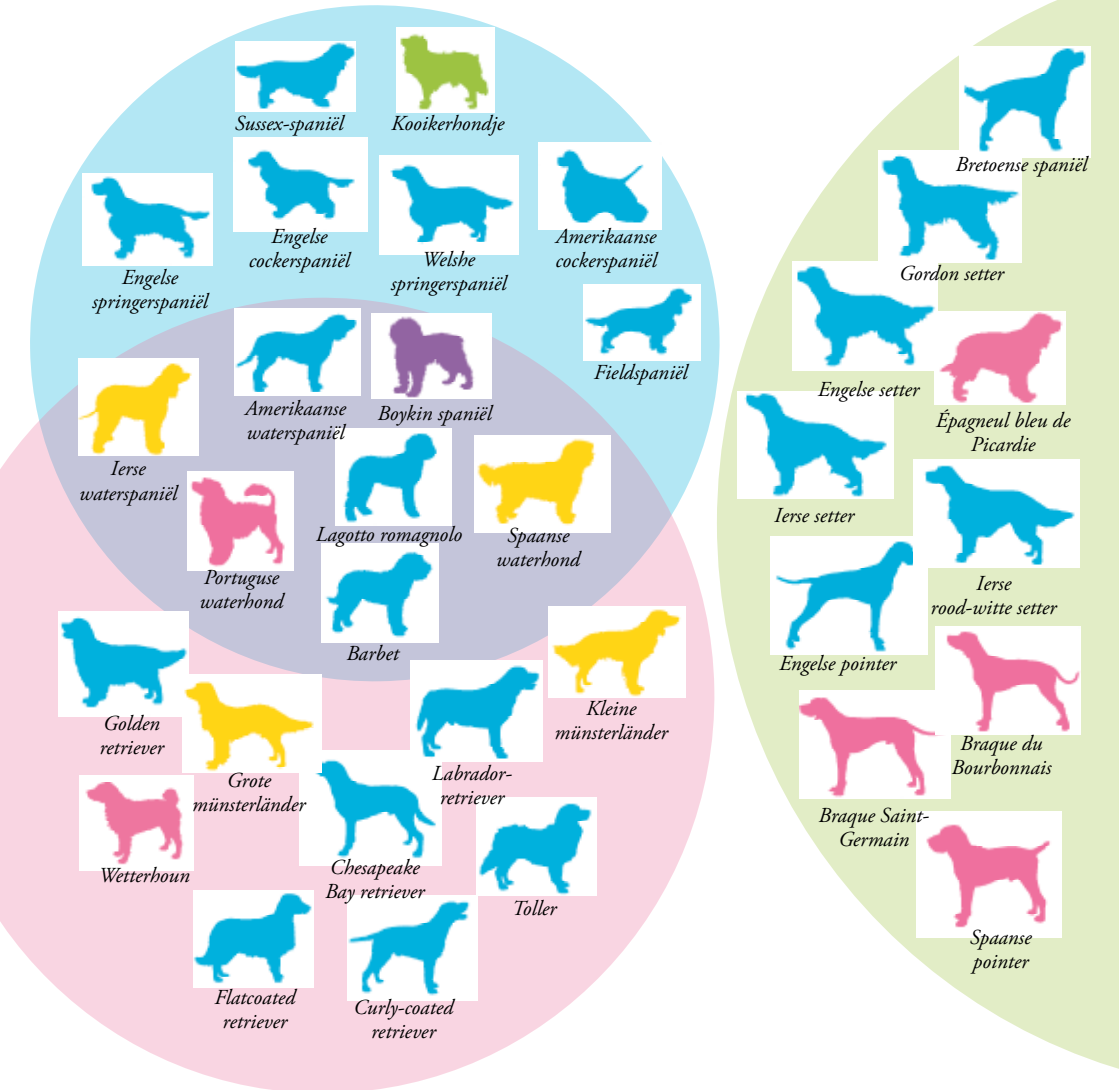 Sussex-spaniël
Kooikerhondje
Engelse
springerspaniël
Engelse
cockerspaniël
Welshe
springerspaniël
Amerikaanse
cockerspaniël
Fieldspaniël
Ierse
waterspaniël
Amerikaanse
waterspaniël
Boykin spaniël
Portuguse
waterhond
Lagotto romagnolo
Spaanse
waterhond
Barbet
Golden
retriever
Grote
münsterländer
Labrador-
retriever
Kleine
münsterländer
Wetterhoun
Chesapeake
Bay retriever
Toller
Flatcoated
retriever
Curly-coated
retriever
Bretoense spaniël
Gordon setter
Engelse setter
Épagneul bleu de
Picardie
Ierse setter
Ierse
rood-witte setter
Engelse pointer
Braque du
Bourbonnais
Braque Saint-
Germain
Spaanse
pointer